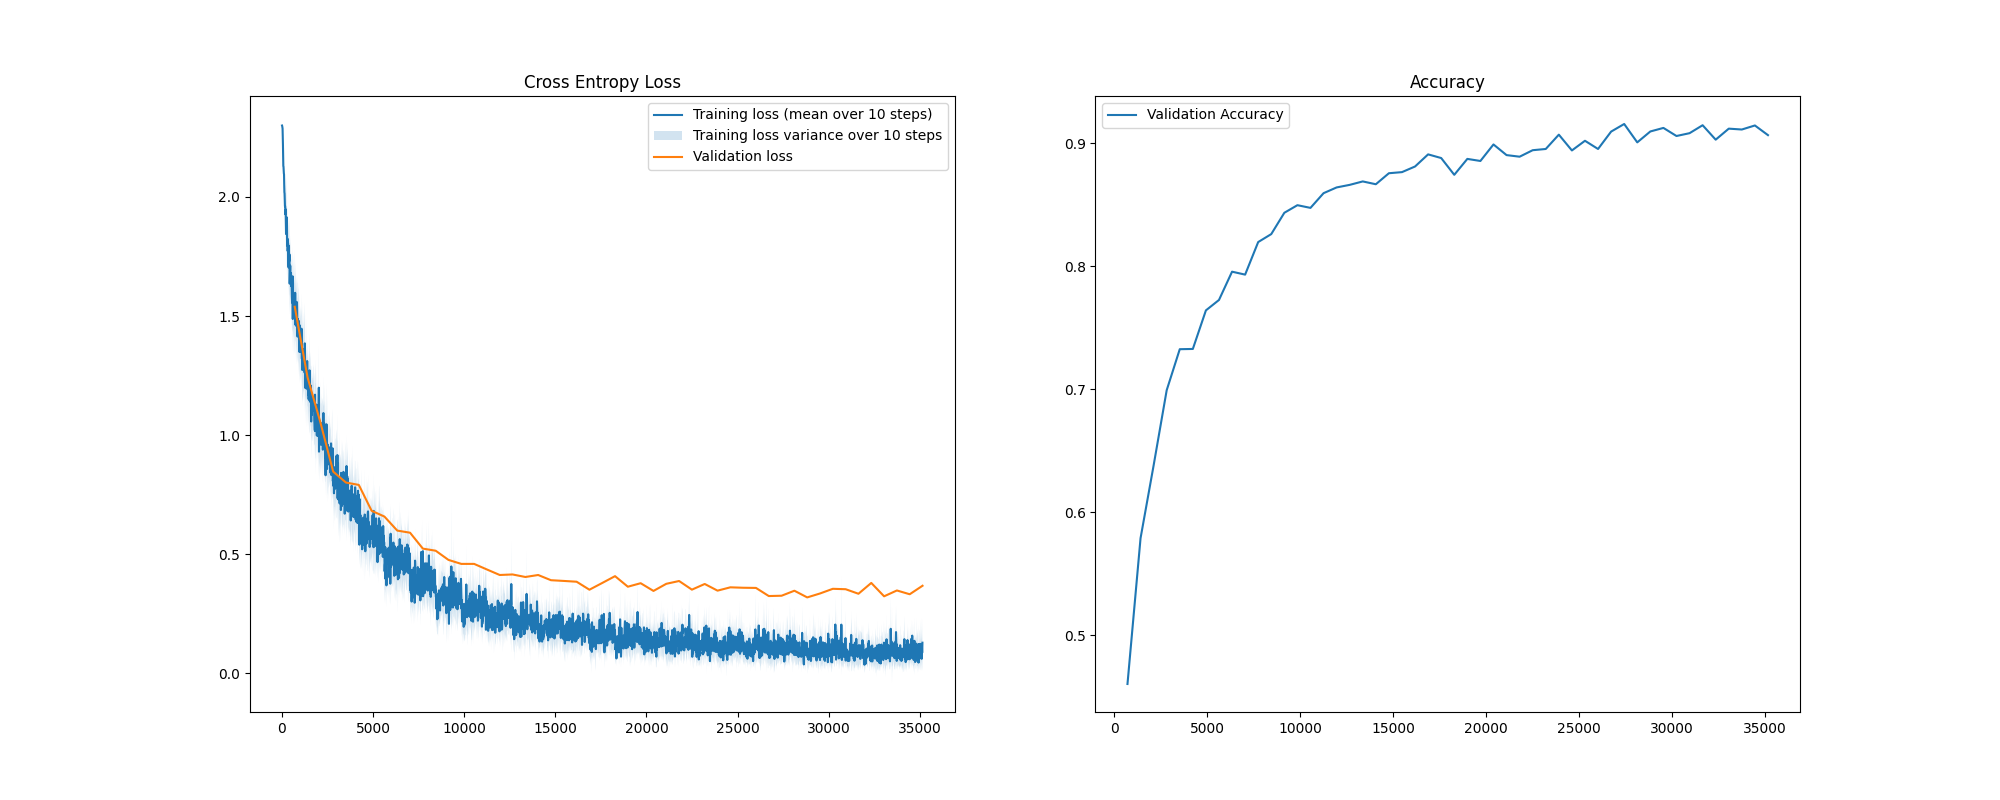 Cross Entropy Loss
Training loss (mean over 10 steps)
Training loss variance over 10 steps
Validation loss
2.0
1.5
1.0
0.5
0.0
0 5000 10000 15000 20000 25000 30000 35000
Accuracy
Validation Accuracy
0.9
0.8
0.7
0.6
0.5
0 5000 10000 15000 20000 25000 30000 35000